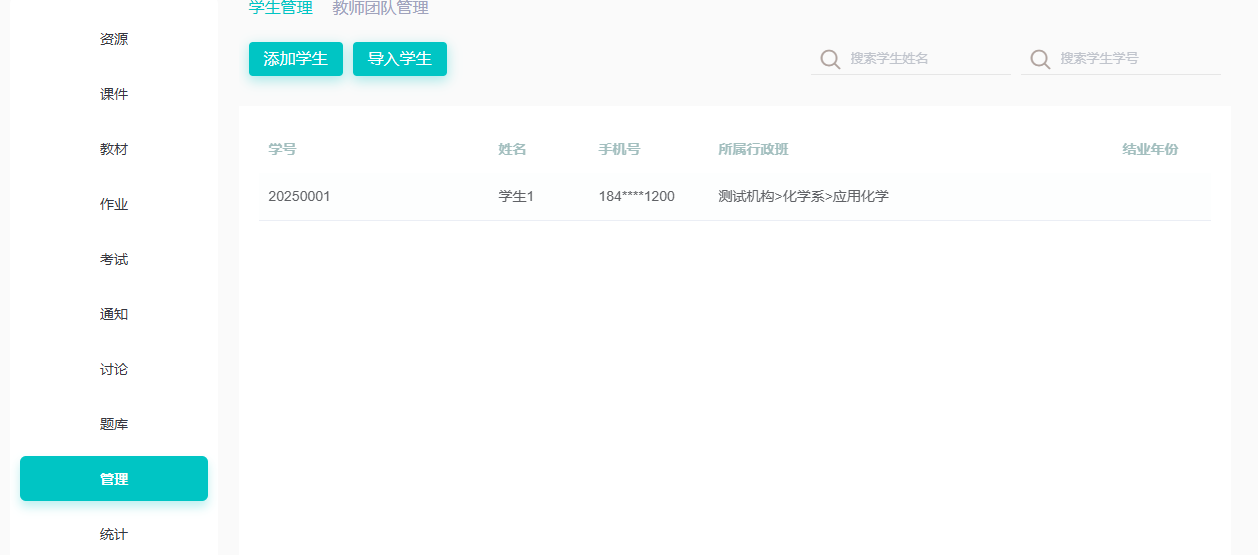 学生管理 教师团队管理
资源
添加学生 导入学生 搜索学生姓名 搜索学生学号
课件
教材
学号 姓名 手机号 所属行政班 结业年份
作业
20250001 学生1 184****1200 测试机构>化学系>应用化学
考试
通知
讨论
题库
管理
统计